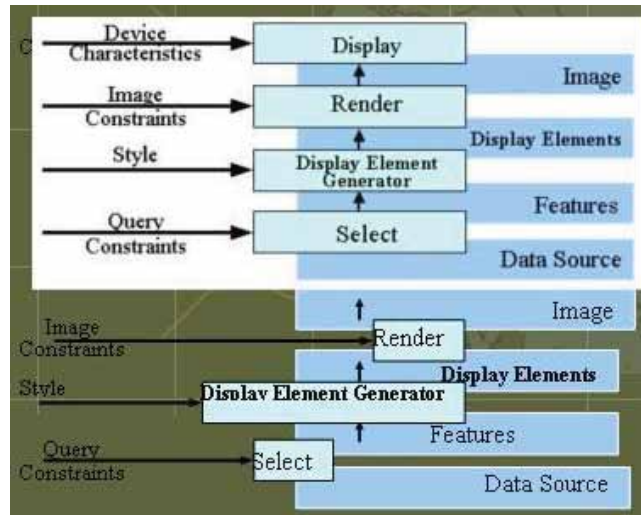 C
Device
Characteristics
Display
Image
Image
Constraints
Render
Display Elements
Style
Display Element
Generator
Features
Query
Constraints
Select
Data Source
Image
Image
Constraints
Render
Display Elements
Style
Display Element Generator
Features
Query
Constraints
Select
Data Source